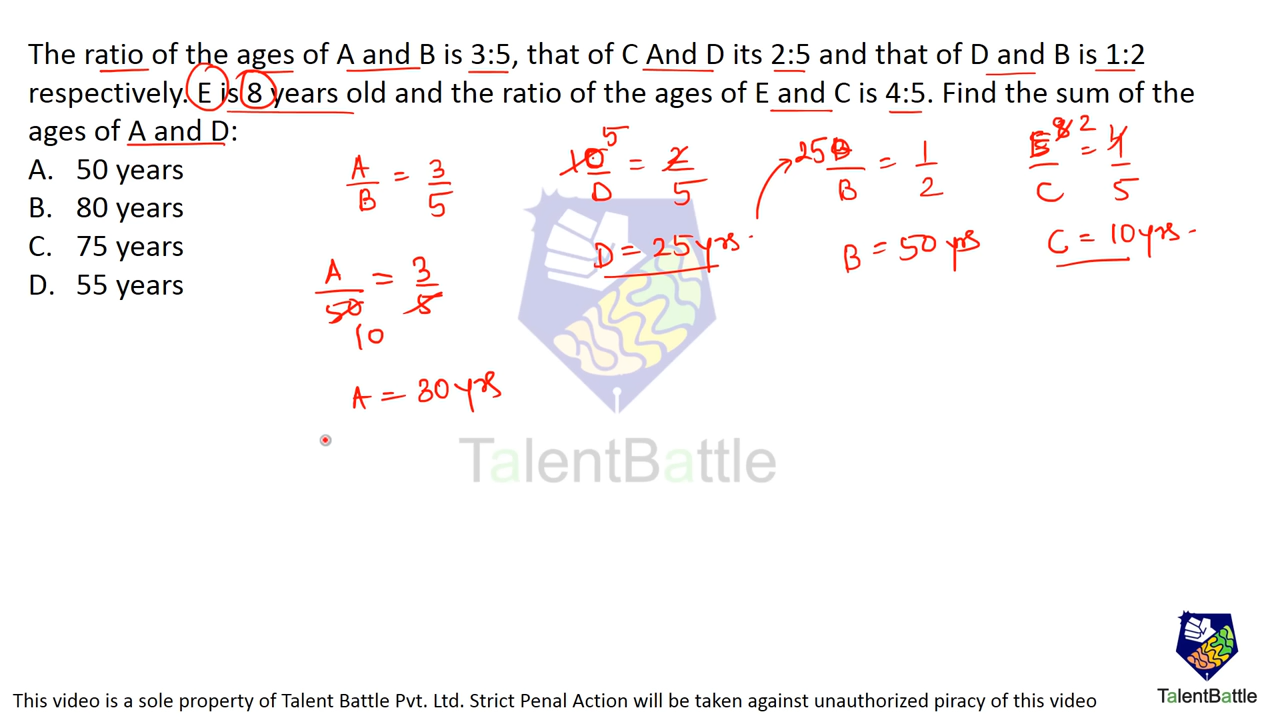 The ratio of the ages of A and B is 3:5, that of C And D its 2:5 and that of D and B is 1:2
respectively. E is 8 years old and the ratio of the ages of E and C is 4:5. Find the sum of the
ages of A and D:
A. 50 years
B. 80 years
C. 75 years
D. 55 years
A/B = 3/5
A/50 = 3/5
10
A = 30 yrs
10/D = 2/5
5
D = 25 yrs.
25/B = 1/2
B = 50 yrs
8/C = 4/5
2
C = 10 yrs.
TalentBattle
TalentBattle
This video is a sole property of Talent Battle Pvt. Ltd. Strict Penal Action will be taken against unauthorized piracy of this video